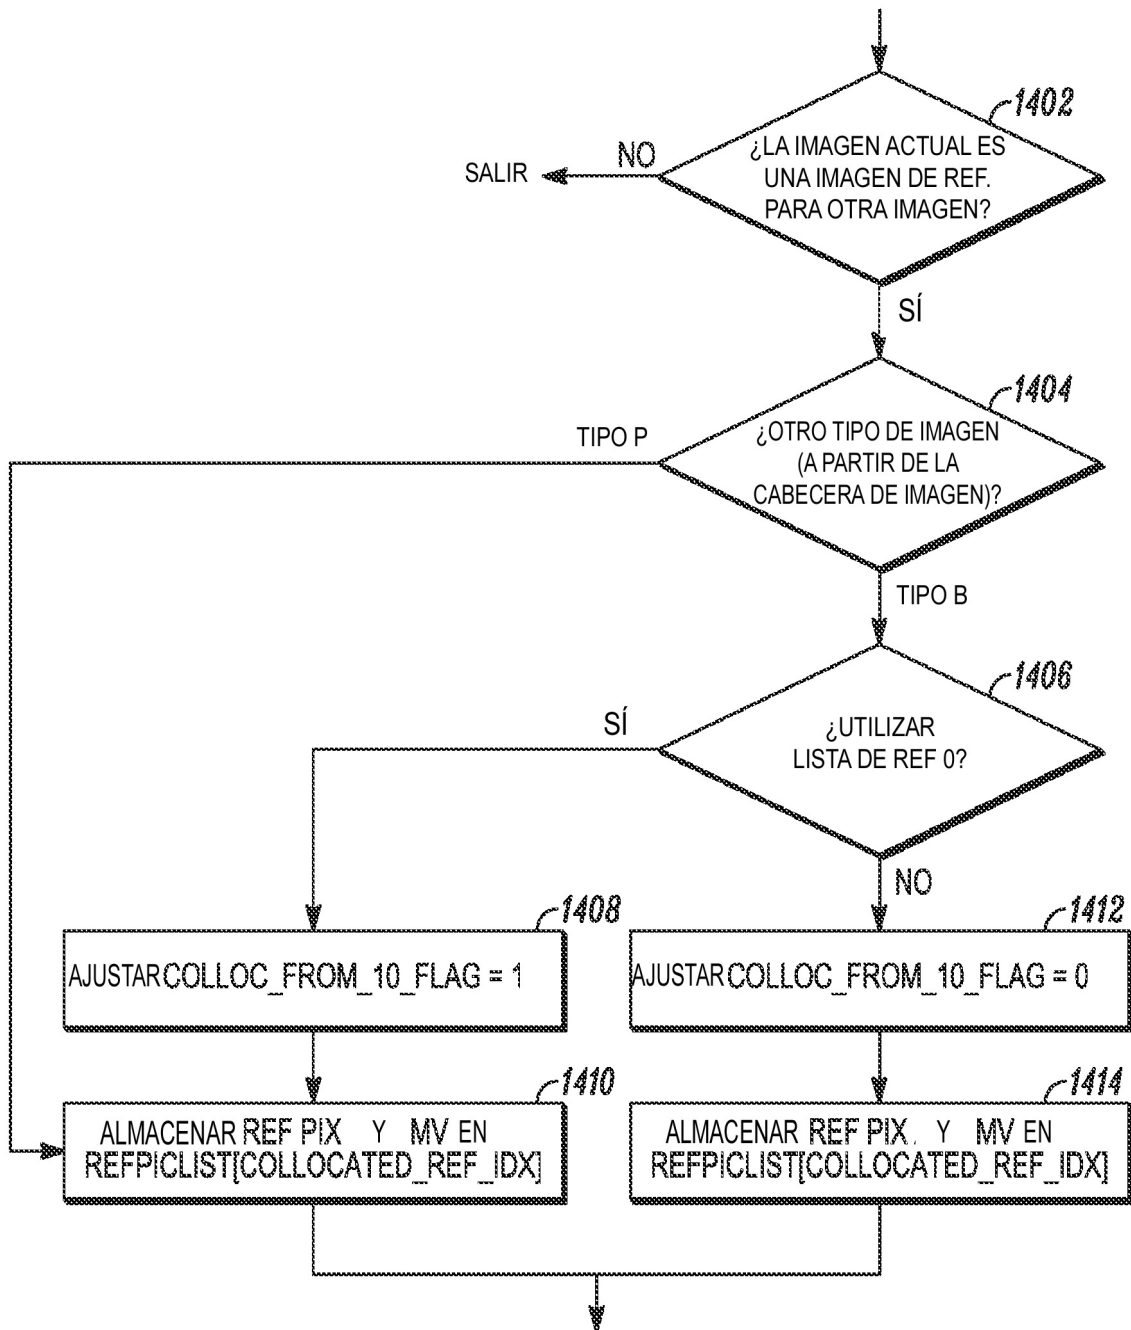 1402
¿LA IMAGEN ACTUAL ES
UNA IMAGEN DE REF.
PARA OTRA IMAGEN?
NO
SALIR
SÍ
1404
TIPO P
¿OTRO TIPO DE IMAGEN
(A PARTIR DE LA
CABECERA DE IMAGEN)?
TIPO B
1406
SÍ
¿UTILIZAR
LISTA DE REF 0?
NO
1408
AJUSTAR COLLOC_FROM_10_FLAG = 1
1412
AJUSTAR COLLOC_FROM_10_FLAG = 0
1410
ALMACENAR REF PIX Y MV EN
REFPICLIST[COLLOCATED_REF_IDX]
1414
ALMACENAR REF PIX. Y MV EN
REFPICLIST[COLLOCATED_REF_IDX]